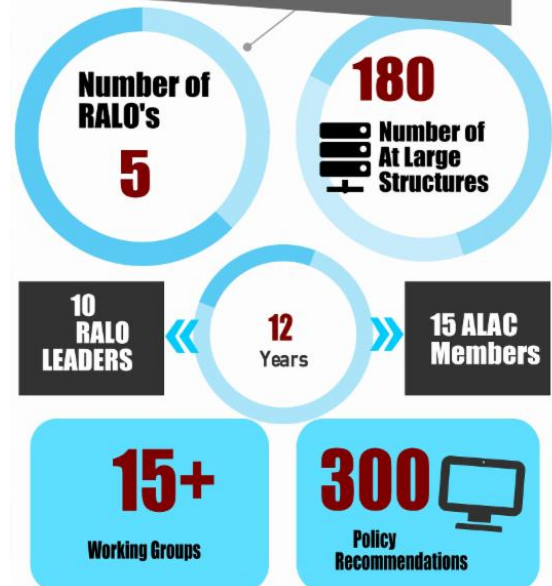 Number of
RALO's
5
180
Number of
At Large
Structures
10
RALO
LEADERS
12
Years
15 ALAC
Members
15+
Working Groups
300
Policy
Recommendations